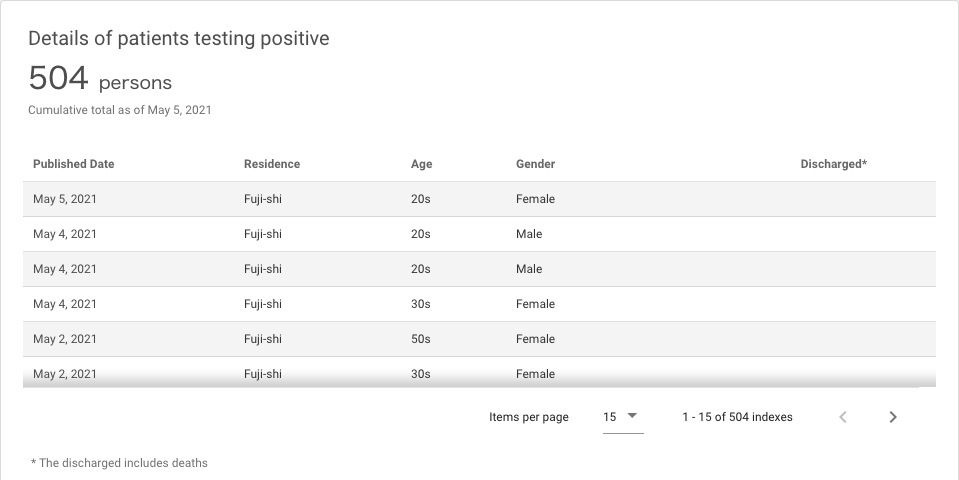 Details of patients testing positive
504 persons
Cumulative total as of May 5, 2021
Published Date Residence Age Gender Discharged*
May 5, 2021 Fuji-shi 20s Female
May 4, 2021 Fuji-shi 20s Male
May 4, 2021 Fuji-shi 20s Male
May 4, 2021 Fuji-shi 30s Female
May 2, 2021 Fuji-shi 50s Female
May 2, 2021 Fuji-shi 30s Female
Items per page 15 1 - 15 of 504 indexes
* The discharged includes deaths